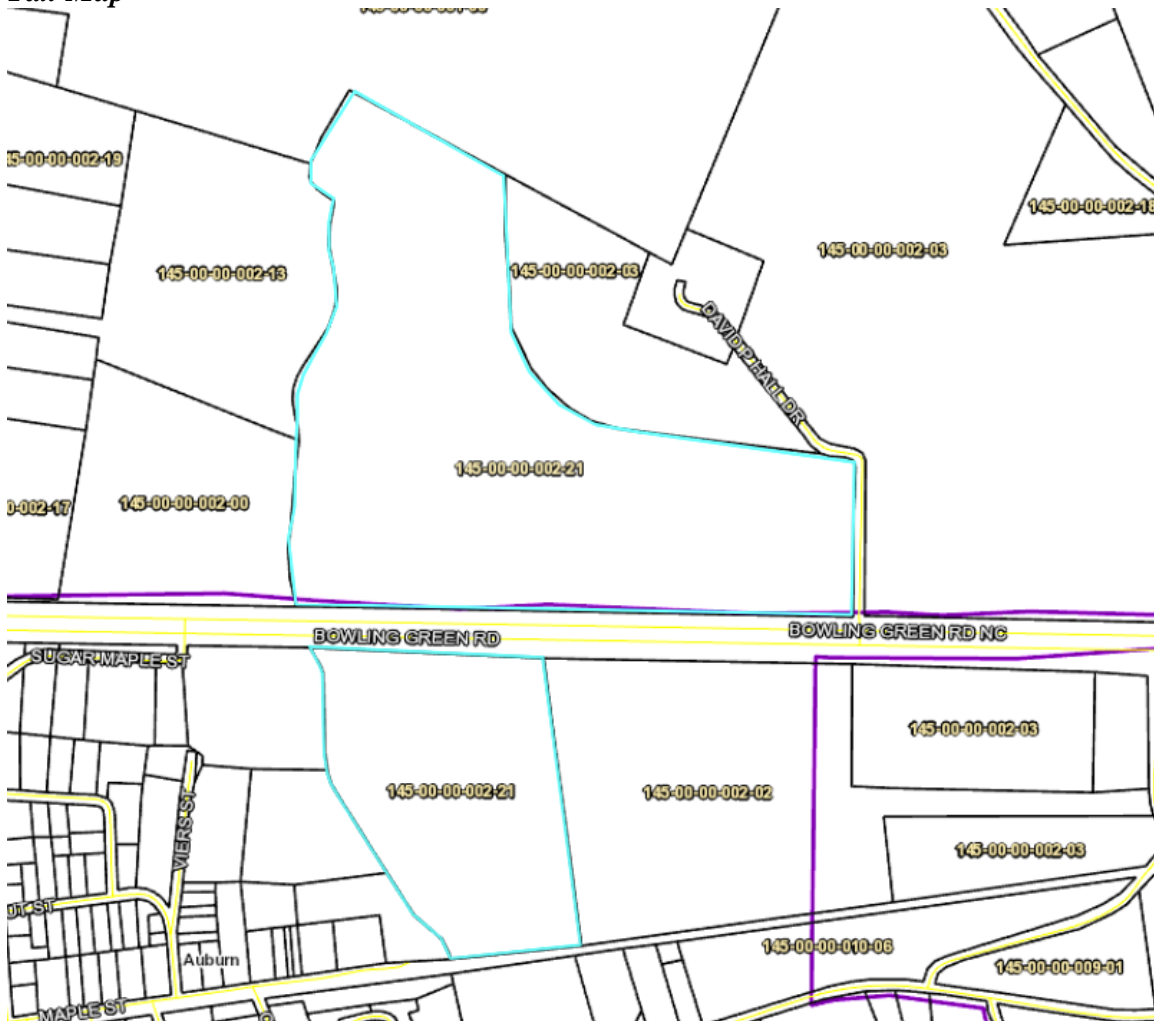 145-00-00-002-19
145-00-00-002-18
145-00-00-002-03
145-00-00-002-13
145-00-00-002-03
DAVID P HALL DR
145-00-00-002-21
145-00-00-002-00
0-002-17
BOWLING GREEN RD
BOWLING GREEN RD NC
SUGAR MAPLE ST
145-00-00-002-03
145-00-00-002-21
145-00-00-002-02
VIERS ST
145-00-00-002-03
UT ST
145-00-00-010-06
Auburn
145-00-00-009-01
MAPLE ST